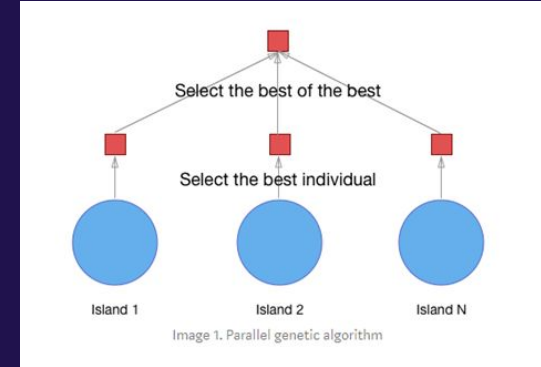 Select the best of the best
Select the best individual
Island 1 Island 2 Island N
Image 1. Parallel genetic algorithm